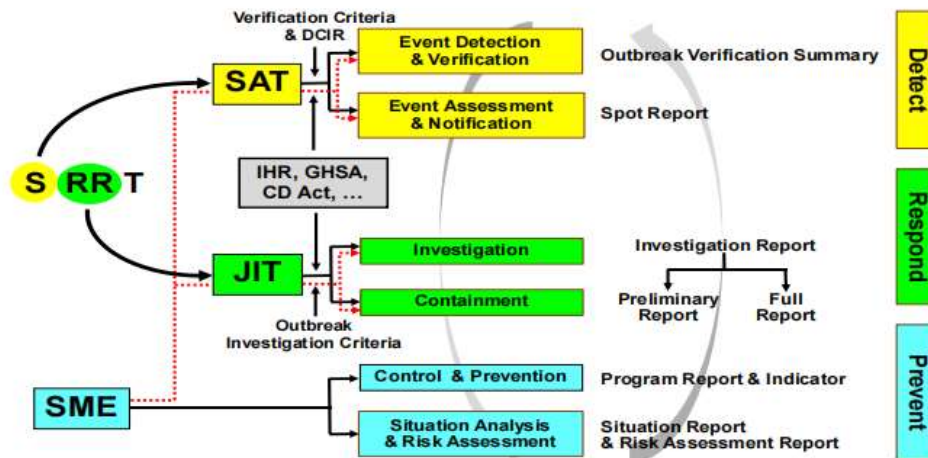 Verification Criteria
& DCIR
SAT
Event Detection
& Verification
Outbreak Verification Summary
Event Assessment
& Notification
Spot Report
Detect
IHR, GHSA,
CD Act, ...
S RR T
JIT
Investigation
Containment
Outbreak
Investigation Criteria
Investigation Report
Preliminary
Report
Full
Report
Respond
SME
Control & Prevention
Program Report & Indicator
Situation Analysis
& Risk Assessment
Situation Report
& Risk Assessment Report
Prevent